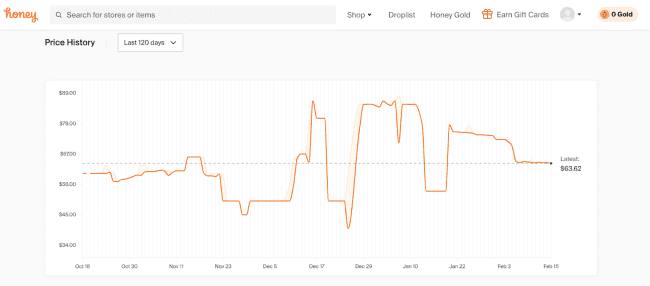 honey
Search for stores or items
Shop
Droplist
Honey Gold
Earn Gift Cards
0 Gold
Price History
Last 120 days
$89.00
$78.00
$67.00
$56.00
$45.00
$34.00
Latest:
$63.62
Oct 18
Oct 30
Nov 11
Nov 23
Dec 5
Dec 17
Dec 29
Jan 10
Jan 22
Feb 3
Feb 15